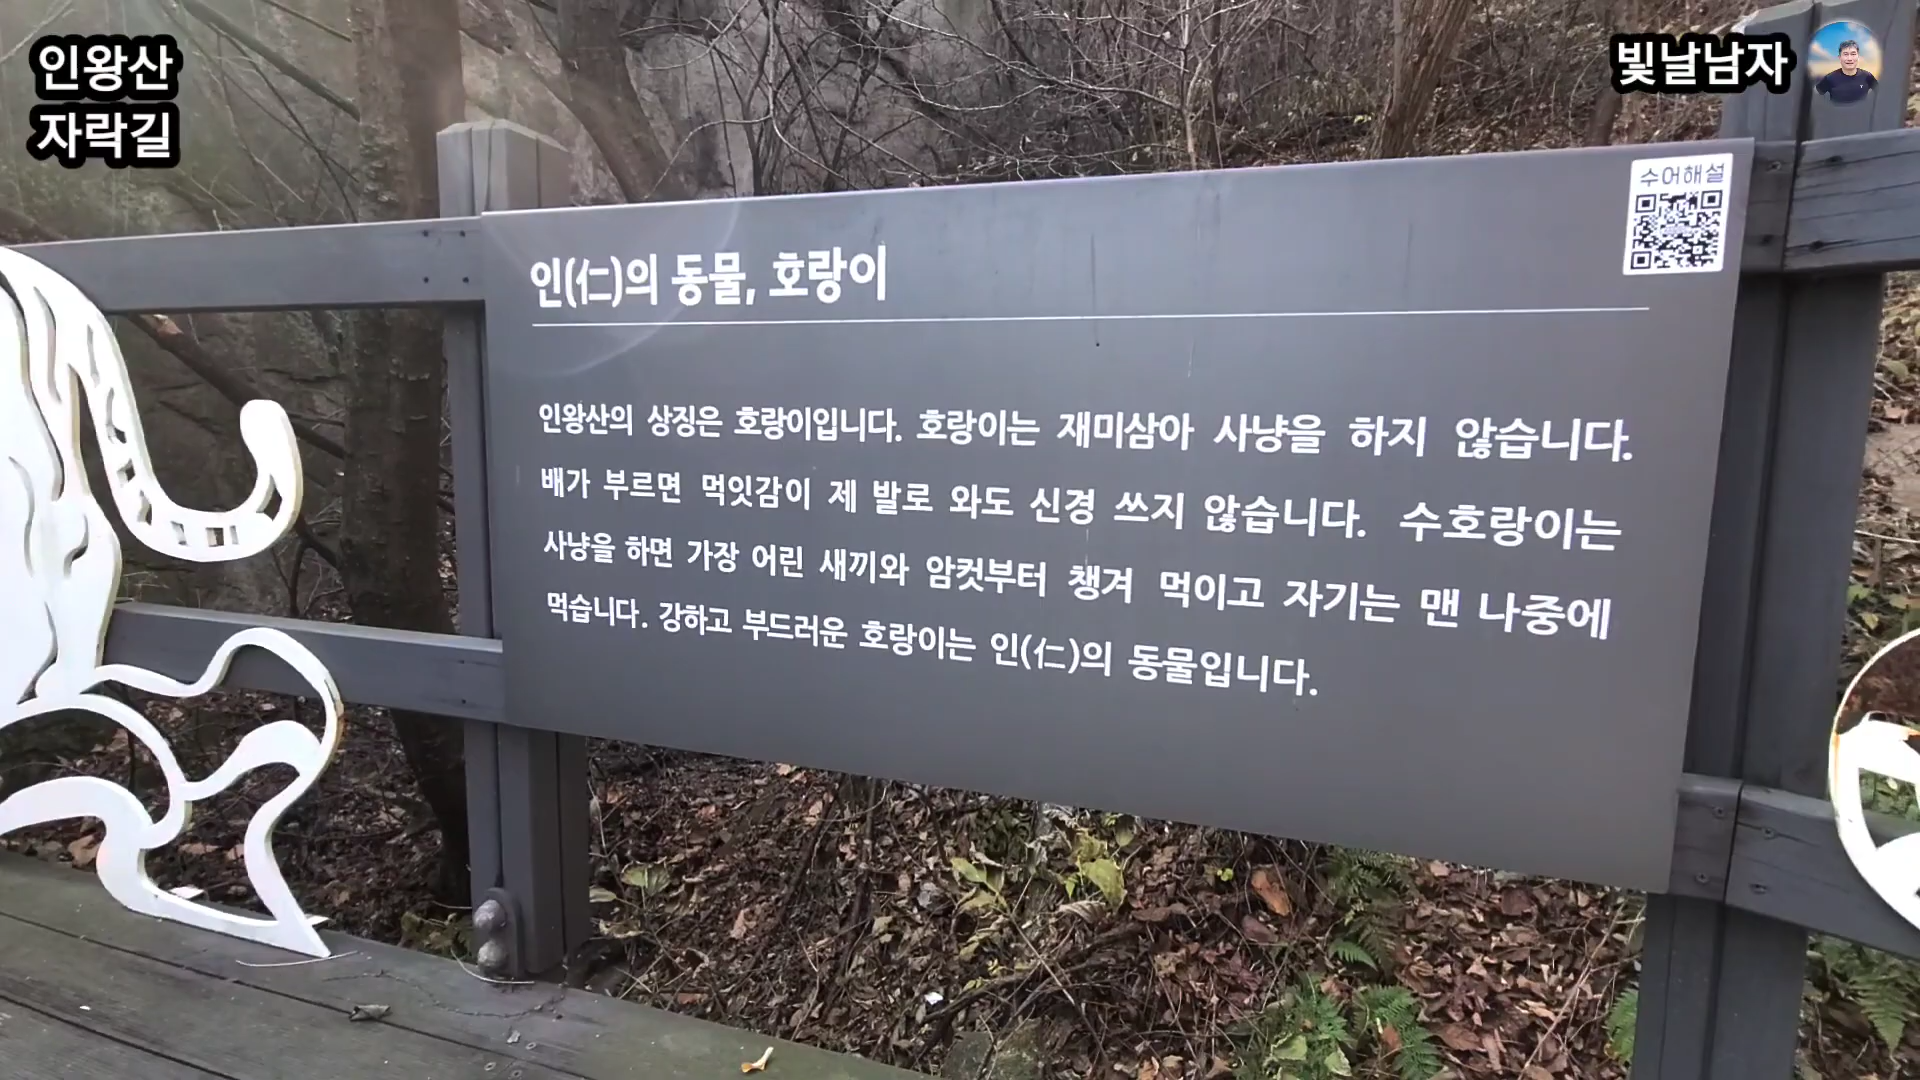 인왕산
자락길
빛날남자
수어해설
인(仁)의 동물, 호랑이
인왕산의 상징은 호랑이입니다. 호랑이는 재미삼아 사냥을 하지 않습니다.
배가 부르면 먹잇감이 제 발로 와도 신경 쓰지 않습니다. 수호랑이는
사냥을 하면 가장 어린 새끼와 암컷부터 챙겨 먹이고 자기는 맨 나중에
먹습니다. 강하고 부드러운 호랑이는 인(仁)의 동물입니다.